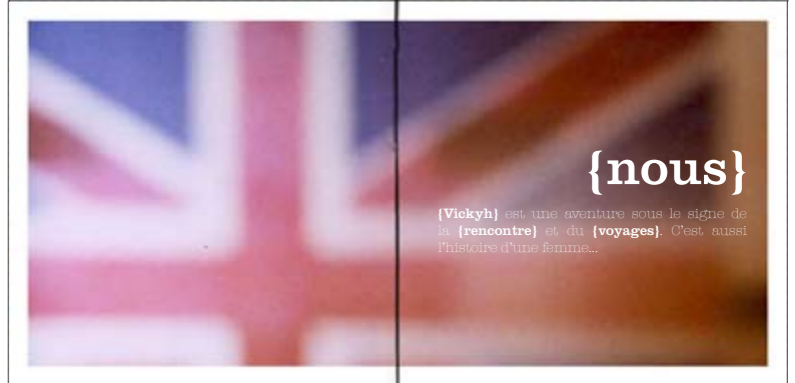 {nous}
{Vickyh} est une aventure sous le signe de
la {rencontre} et du {voyages}. C'est aussi
l'histoire d'une femme...